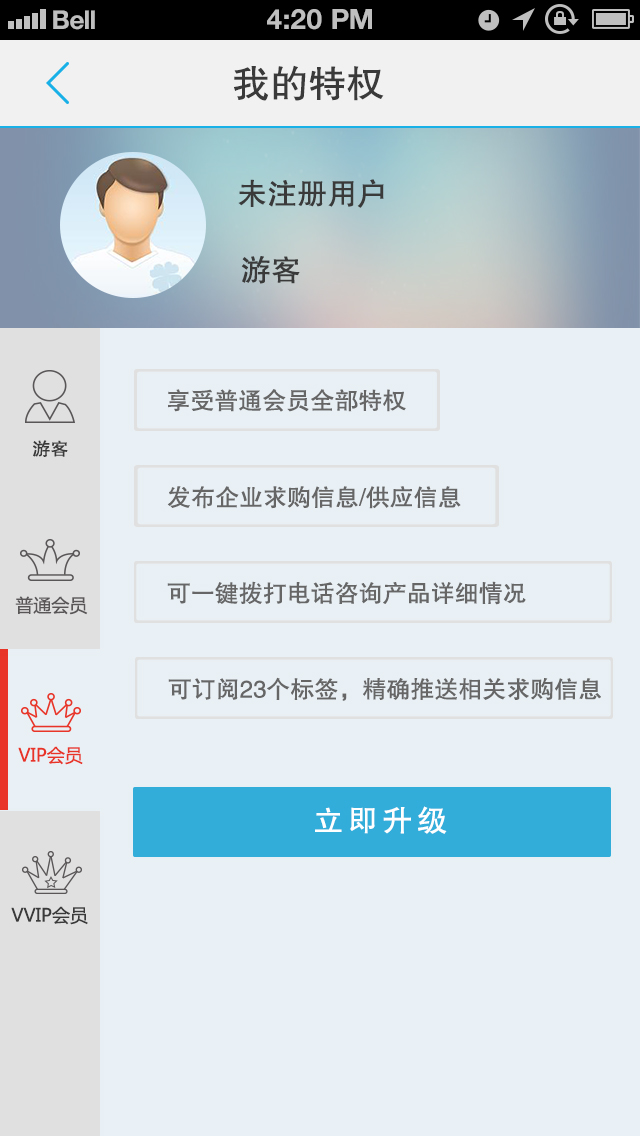 Bell 4:20 PM
我的特权
未注册用户
游客
游客
普通会员
VIP会员
VVIP会员
享受普通会员全部特权
发布企业求购信息/供应信息
可一键拨打电话咨询产品详细情况
可订阅23个标签，精确推送相关求购信息
立即升级